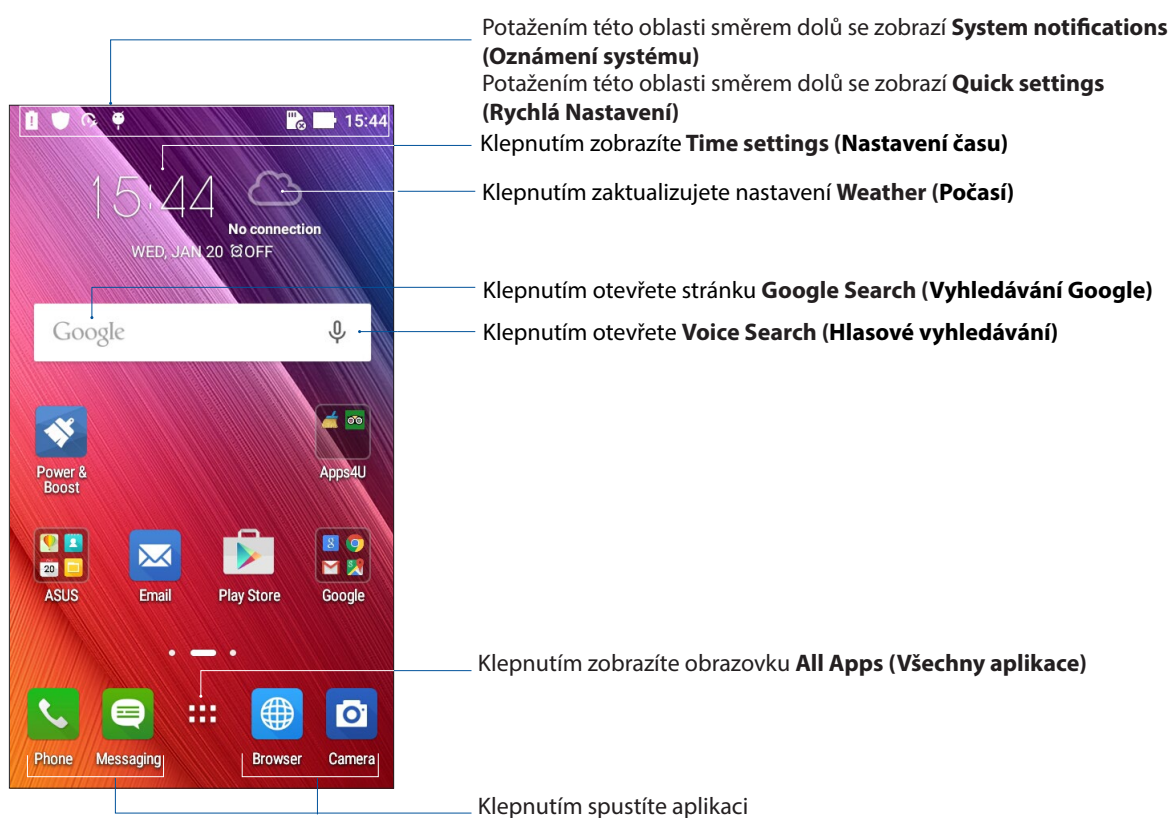 Potažením této oblasti směrem dolů se zobrazí System notifications
(Oznámení systému)
Potažením této oblasti směrem dolů se zobrazí Quick settings
(Rychlá Nastavení)
15:44
Klepnutím zobrazíte Time settings (Nastavení času)
15:44
Klepnutím zaktualizujete nastavení Weather (Počasí)
No connection
WED, JAN 20 OFF
Klepnutím otevřete stránku Google Search (Vyhledávání Google)
Google
Klepnutím otevřete Voice Search (Hlasové vyhledávání)
Power &
Boost
Apps4U
20
8
ASUS
Email
Play Store
Google
Klepnutím zobrazíte obrazovku All Apps (Všechny aplikace)
Phone
Messaging
Browser
Camera
Klepnutím spustíte aplikaci